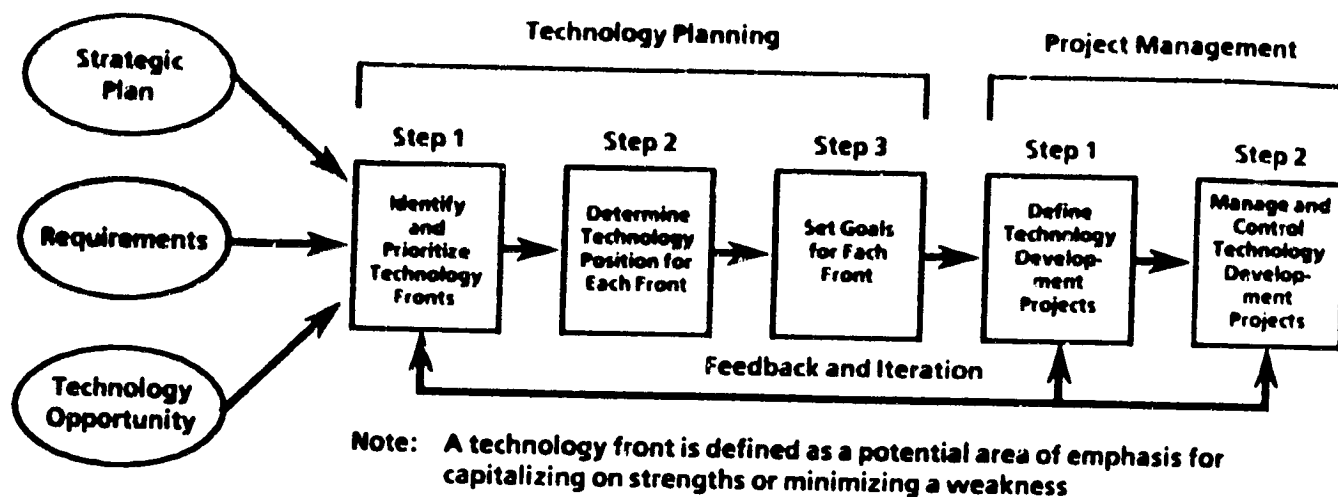 Technology Planning
Project Management
Strategic
Plan
Requirements
Technology
Opportunity
Step 1
Identify
and
Prioritize
Technology
Fronts
Step 2
Determine
Technology
Position for
Each Front
Step 3
Set Goals
for Each
Front
Step 1
Define
Technology
Develop-
ment
Projects
Step 2
Manage and
Control
Technology
Develop-
ment
Projects
Feedback and Iteration
Note: A technology front is defined as a potential area of emphasis for
capitalizing on strengths or minimizing a weakness